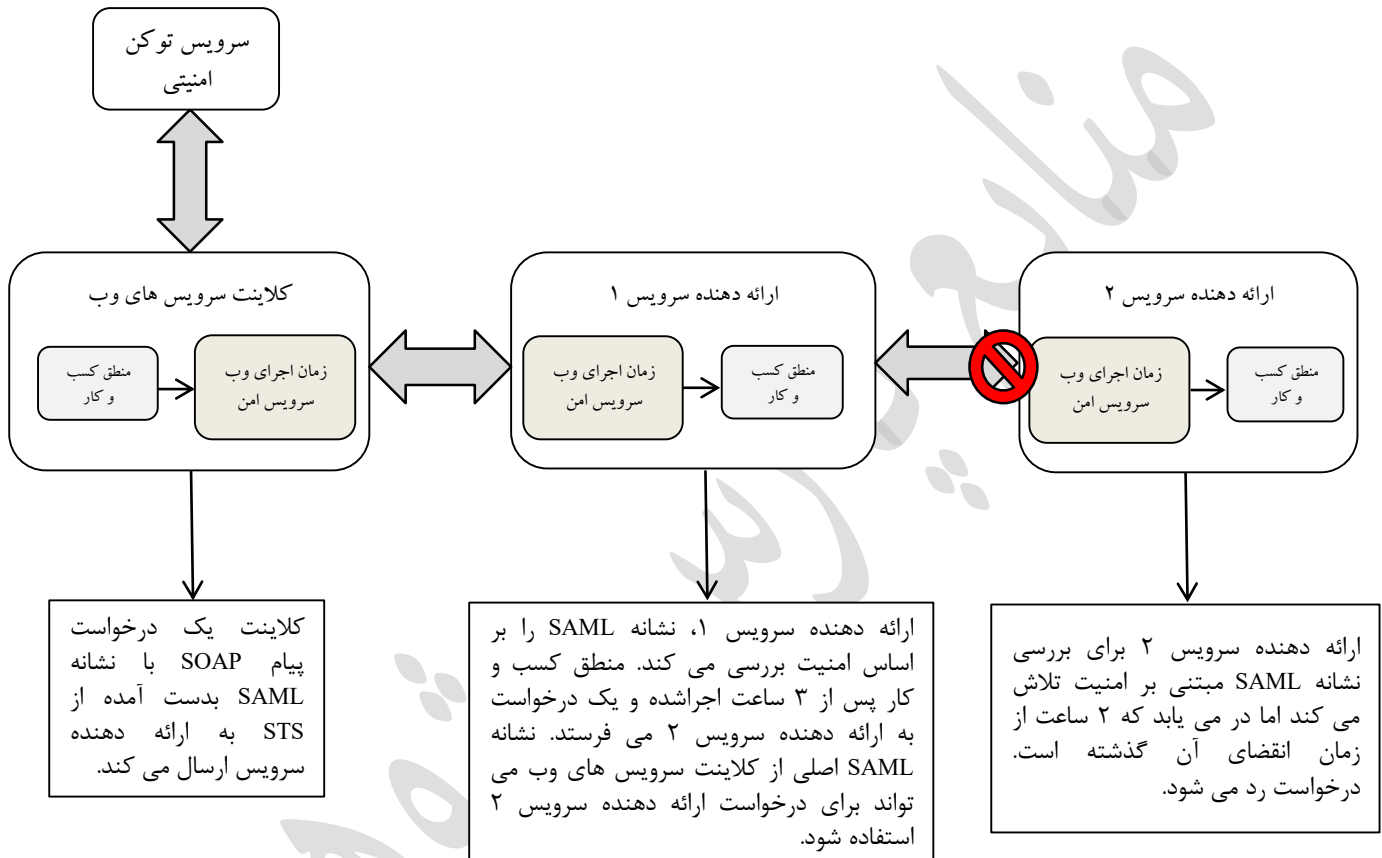 سرویس توکن
امنیتی
کلاینت سرویس های وب
منطق کسب
و کار
زمان اجرای وب
سرویس امن
ارائه دهنده سرویس ۱
زمان اجرای وب
سرویس امن
منطق کسب
و کار
ارائه دهنده سرویس ۲
زمان اجرای وب
سرویس امن
منطق کسب
و کار
کلاینت یک درخواست
پیام SOAP با نشانه
SAML بدست آمده از
STS به ارائه دهنده
سرویس ارسال می کند.
ارائه دهنده سرویس ۱، نشانه SAML را بر
اساس امنیت بررسی می کند. منطق کسب و
کار پس از ۳ ساعت اجراشده و یک درخواست
به ارائه دهنده سرویس ۲ می فرستد. نشانه
SAML اصلی از کلاینت سرویس های وب می
تواند برای درخواست ارائه دهنده سرویس ۲
استفاده شود.
ارائه دهنده سرویس ۲ برای بررسی
نشانه SAML مبتنی بر امنیت تلاش
می کند اما در می یابد که ۲ ساعت از
زمان انقضای آن گذشته است.
درخواست رد می شود.